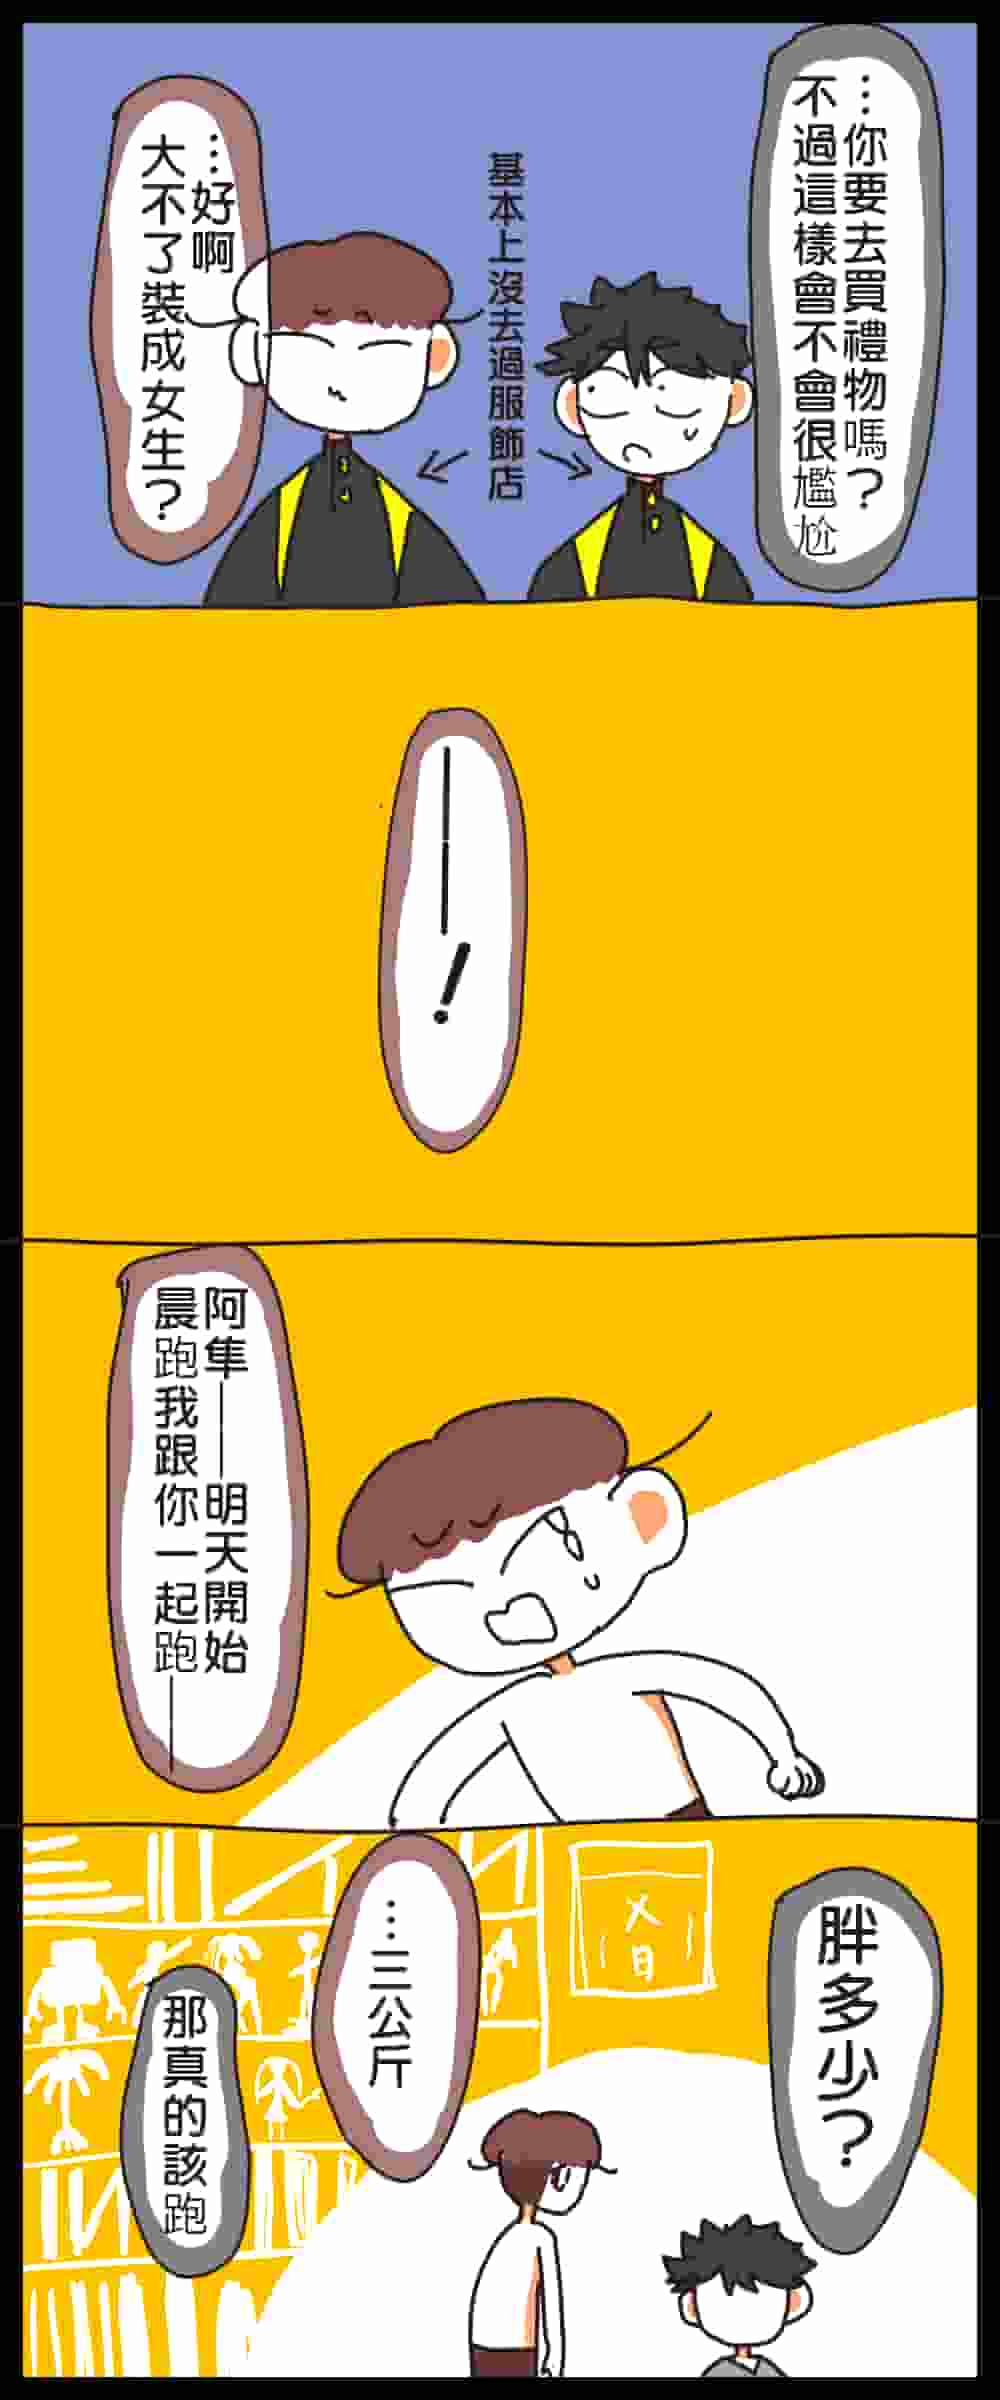 …你要去買禮物嗎？
不過這樣會不會很尷尬
基本上沒去過服飾店
…好啊
大不了裝成女生？
——！
阿隼——明天開始
晨跑我跟你一起跑—
胖多少？
…三公斤
那真的該跑